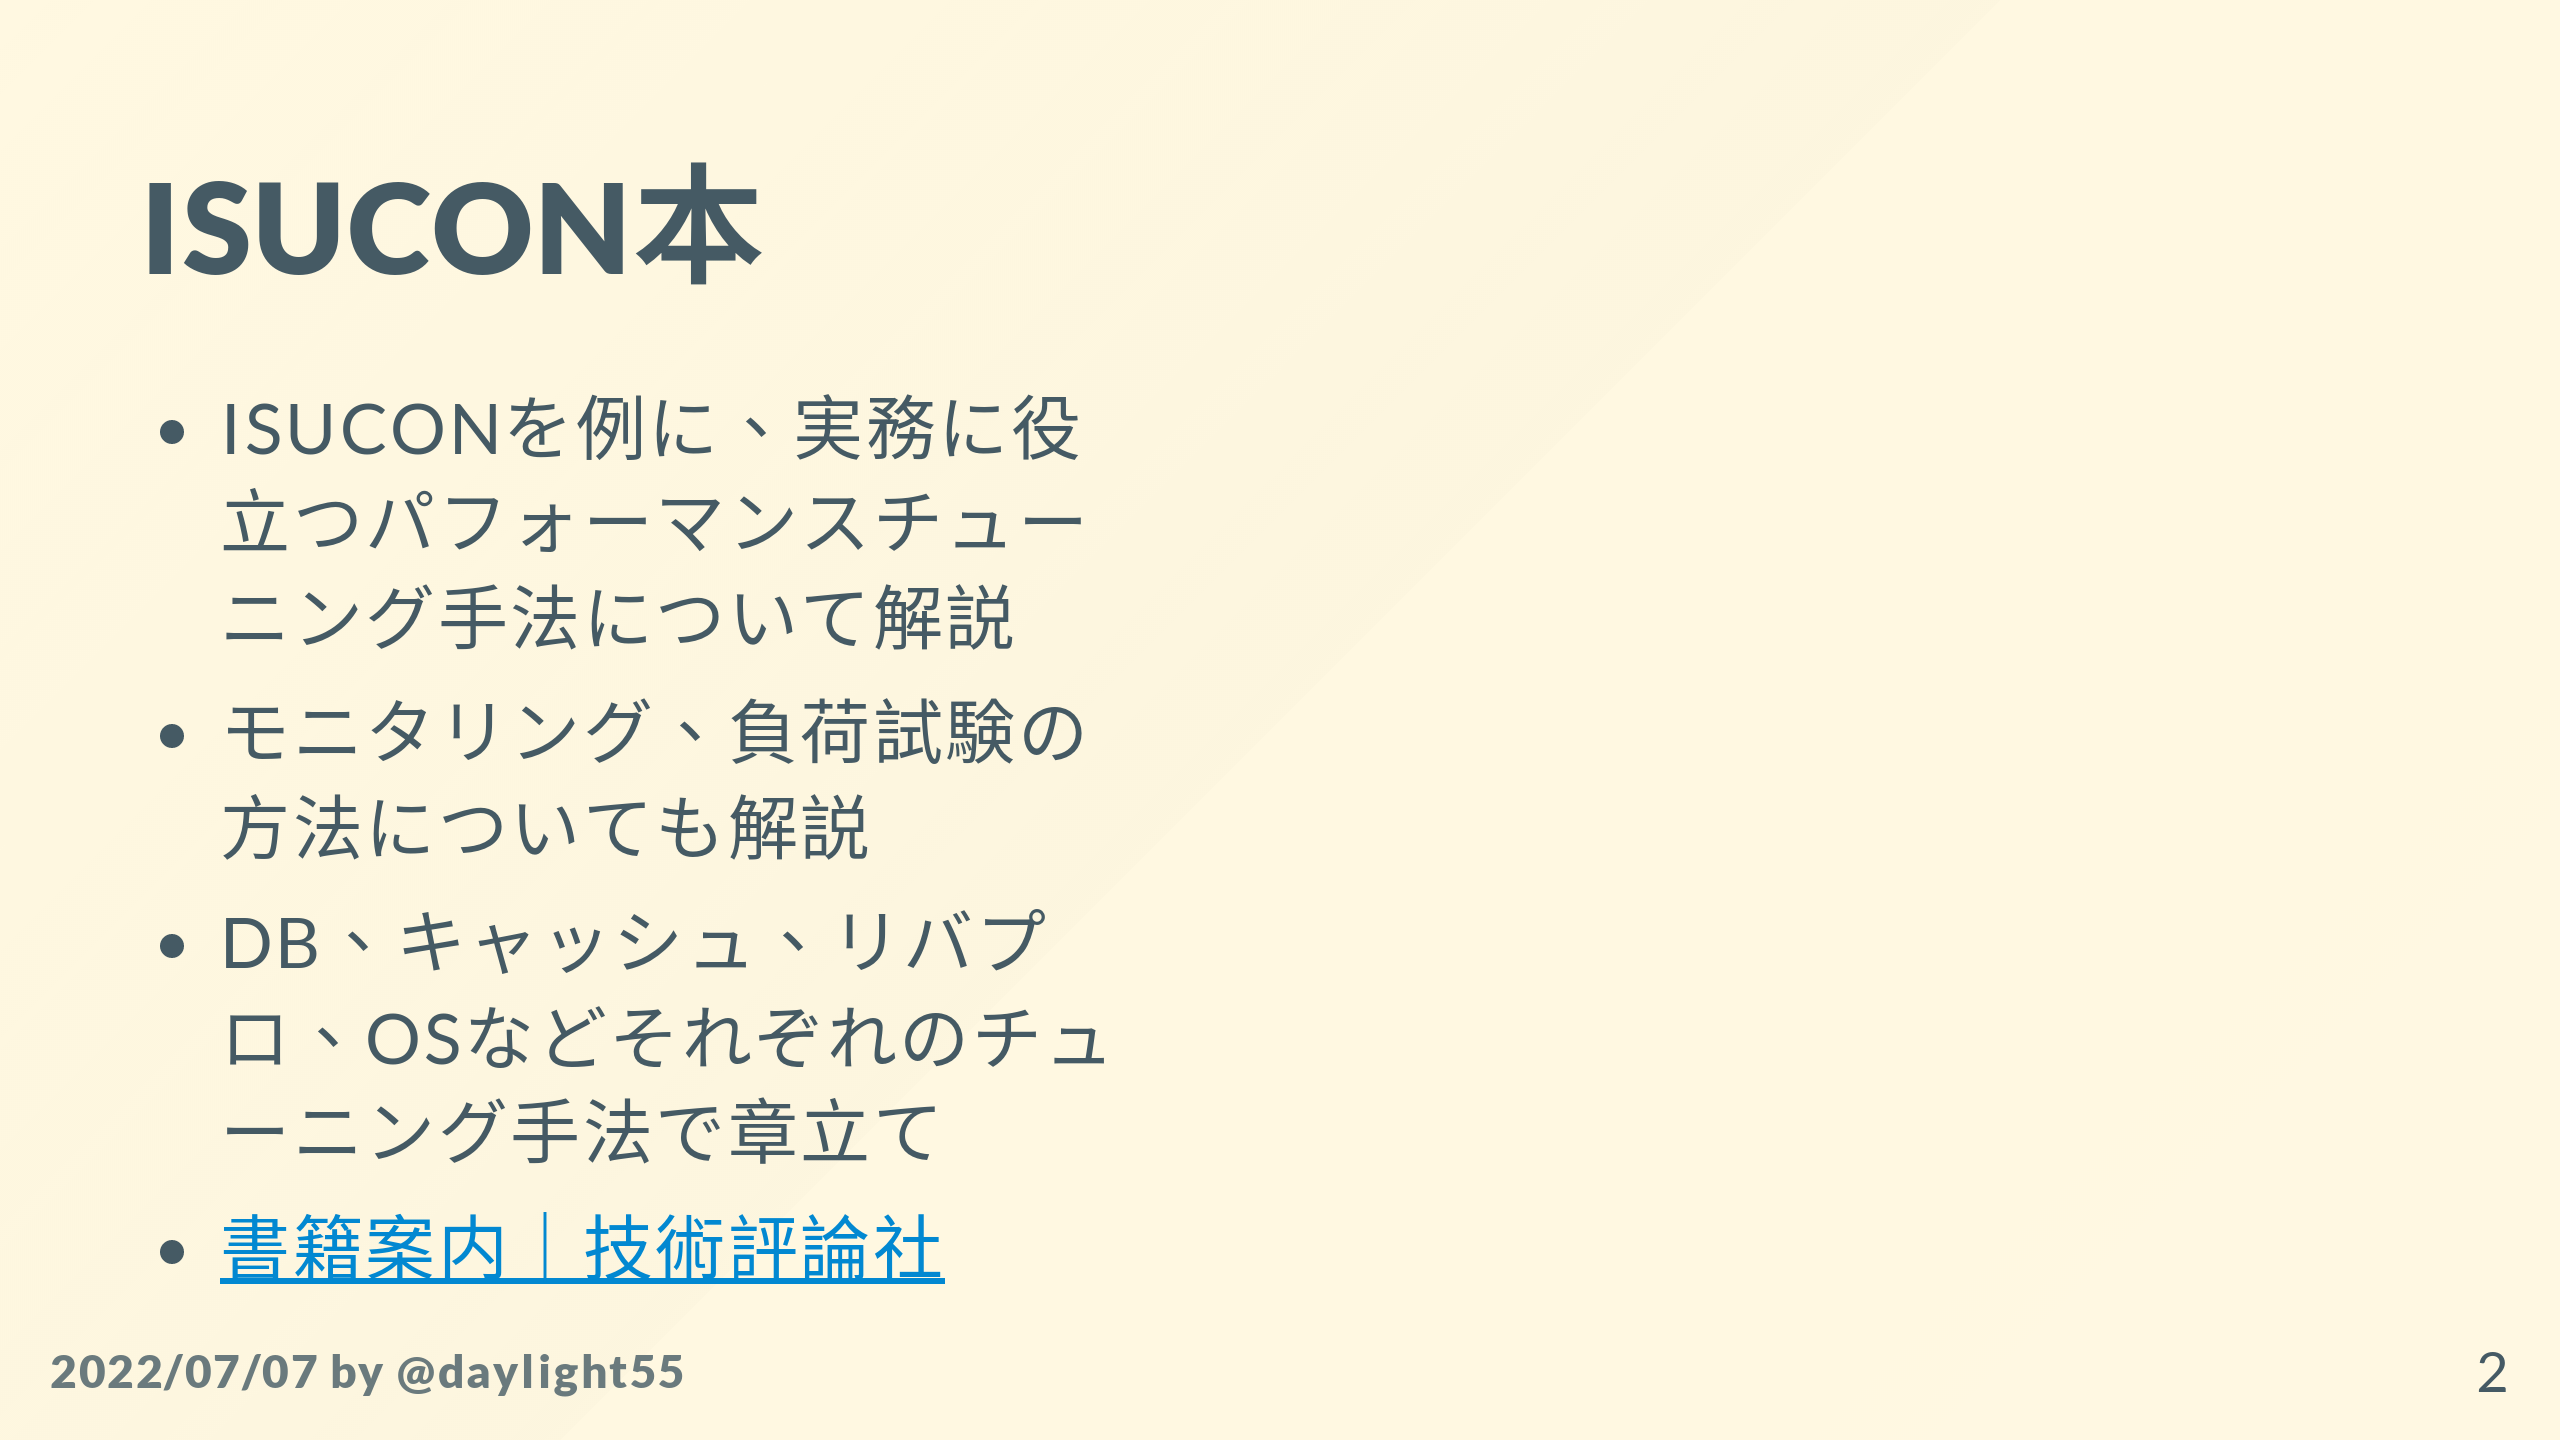 ISUCON本
• ISUCONを例に、実務に役
立つパフォーマンスチュー
ニング手法について解説
• モニタリング、負荷試験の
方法についても解説
• DB、キャッシュ、リバプ
ロ、OSなどそれぞれのチュ
ーニング手法で章立て
• 書籍案内｜技術評論社
2022/07/07 by @daylight55
2